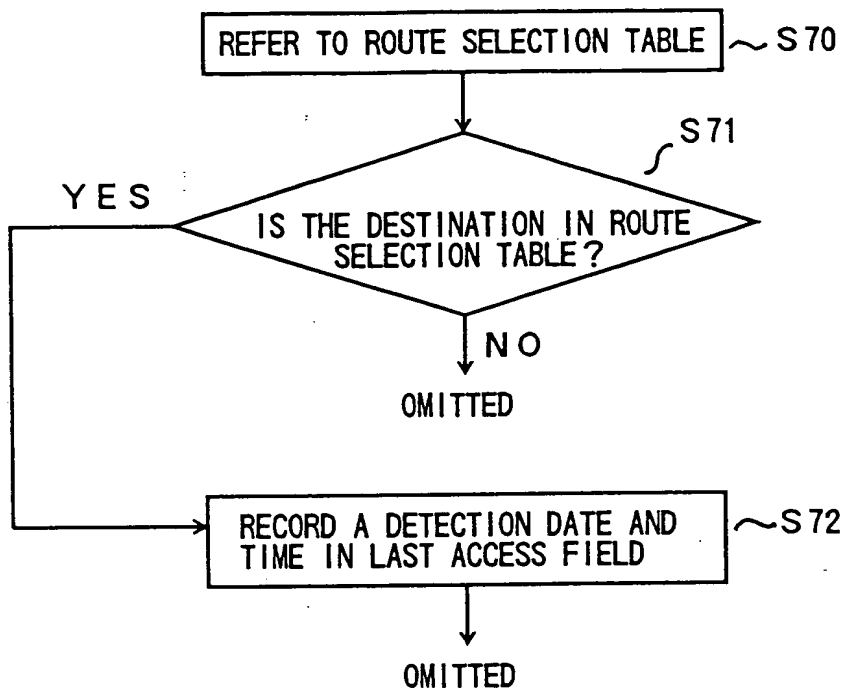 REFER TO ROUTE SELECTION TABLE
S70
S71
YES
IS THE DESTINATION IN ROUTE
SELECTION TABLE?
NO
OMITTED
RECORD A DETECTION DATE AND
TIME IN LAST ACCESS FIELD
S72
OMITTED